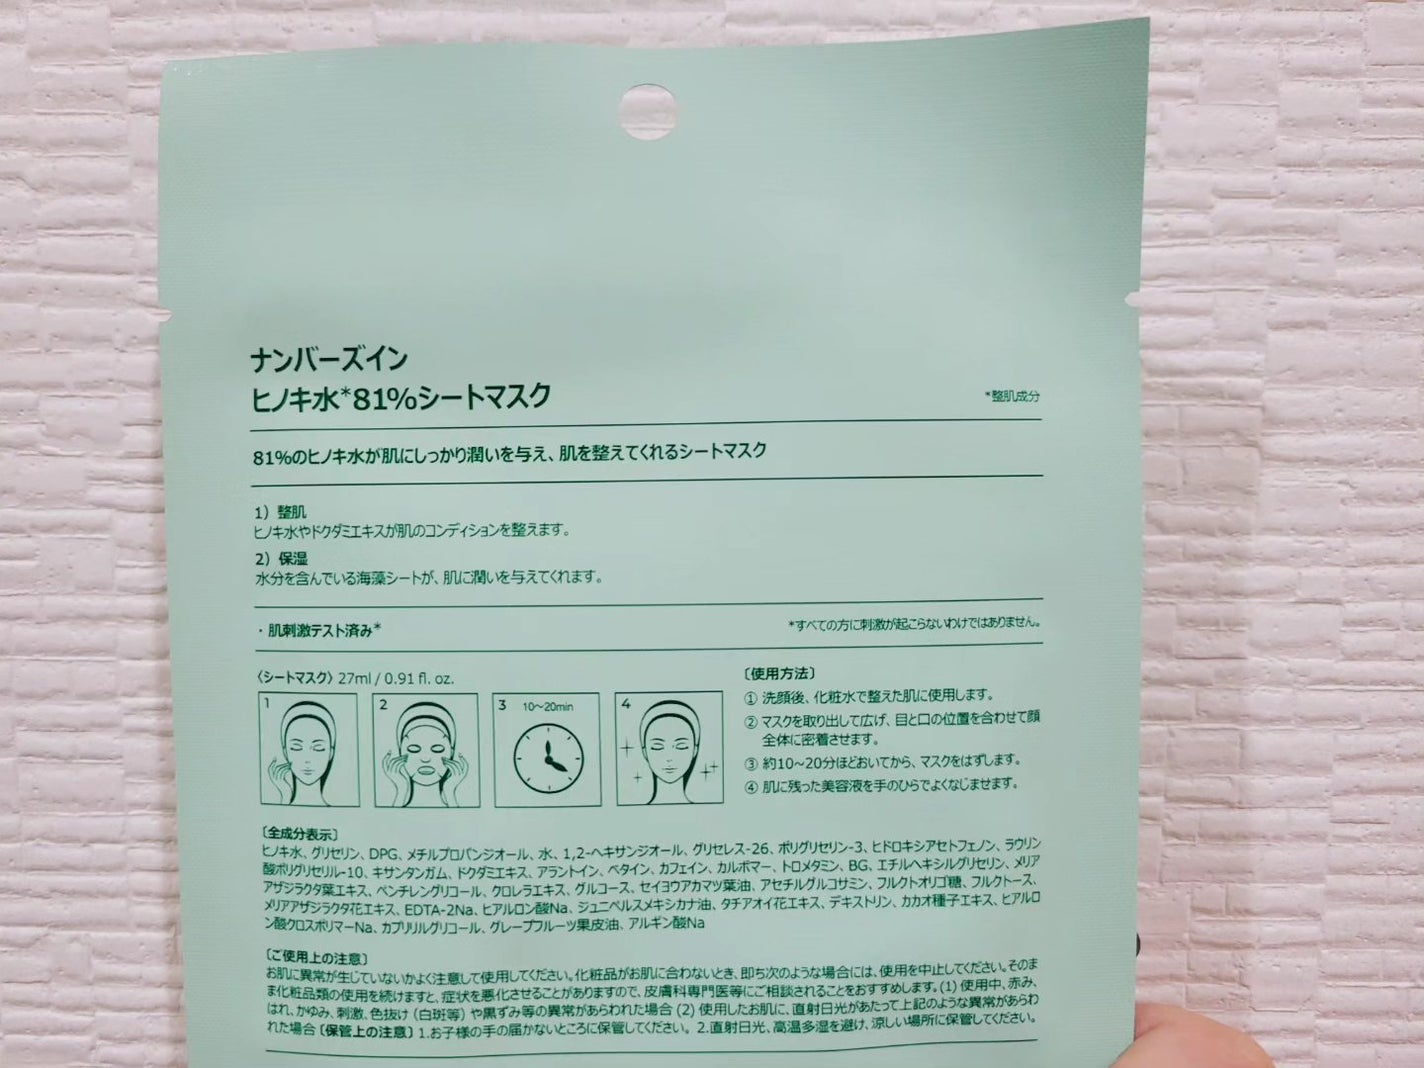 ナンバーズイン
ヒノキ水*81%シートマスク
*整肌成分
81%のヒノキ水が肌にしっかり潤いを与え、肌を整えてくれるシートマスク
1）整肌
ヒノキ水やドクダミエキスが肌のコンディションを整えます。
2）保湿
水分を含んでいる海藻シートが、肌に潤いを与えてくれます。
・肌刺激テスト済み*
*すべての方に刺激が起こらないわけではありません。
〈シートマスク〉27ml / 0.91 fl. oz.
1
2
3 10〜20min
4
〔使用方法〕
① 洗顔後、化粧水で整えた肌に使用します。
② マスクを取り出して広げ、目と口の位置を合わせて顔
全体に密着させます。
③ 約10〜20分ほどおいてから、マスクをはずします。
④ 肌に残った美容液を手のひらでよくなじませます。
〔全成分表示〕
ヒノキ水、グリセリン、DPG、メチルプロパンジオール、水、1,2-ヘキサンジオール、グリセレス-26、ポリグリセリン-3、ヒドロキシアセトフェノン、ラウリン
酸ポリグリセリル-10、キサンタンガム、ドクダミエキス、アラントイン、ベタイン、カフェイン、カルボマー、トロメタミン、BG、エチルヘキシルグリセリン、メリア
アザジラクタ葉エキス、ペンチレングリコール、クロレラエキス、グルコース、セイヨウアカマツ葉油、アセチルグルコサミン、フルクトオリゴ糖、フルクトース、
メリアアザジラクタ花エキス、EDTA-2Na、ヒアルロン酸Na、ジュニペルスメキシカナ油、タチアオイ花エキス、デキストリン、カカオ種子エキス、ヒアルロ
ン酸クロスポリマーNa、カプリリルグリコール、グレープフルーツ果皮油、アルギン酸Na
〔ご使用上の注意〕
お肌に異常が生じていないかよく注意して使用してください。化粧品がお肌に合わないとき、即ち次のような場合には、使用を中止してください。そのま
ま化粧品類の使用を続けますと、症状を悪化させることがありますので、皮膚科専門医等にご相談されることをおすすめします。(1) 使用中、赤み、
はれ、かゆみ、刺激、色抜け（白斑等）や黒ずみ等の異常があらわれた場合 (2) 使用したお肌に、直射日光があたって上記のような異常があらわ
れた場合〔保管上の注意〕1.お子様の手の届かないところに保管してください。2.直射日光、高温多湿を避け、涼しい場所に保管してください。